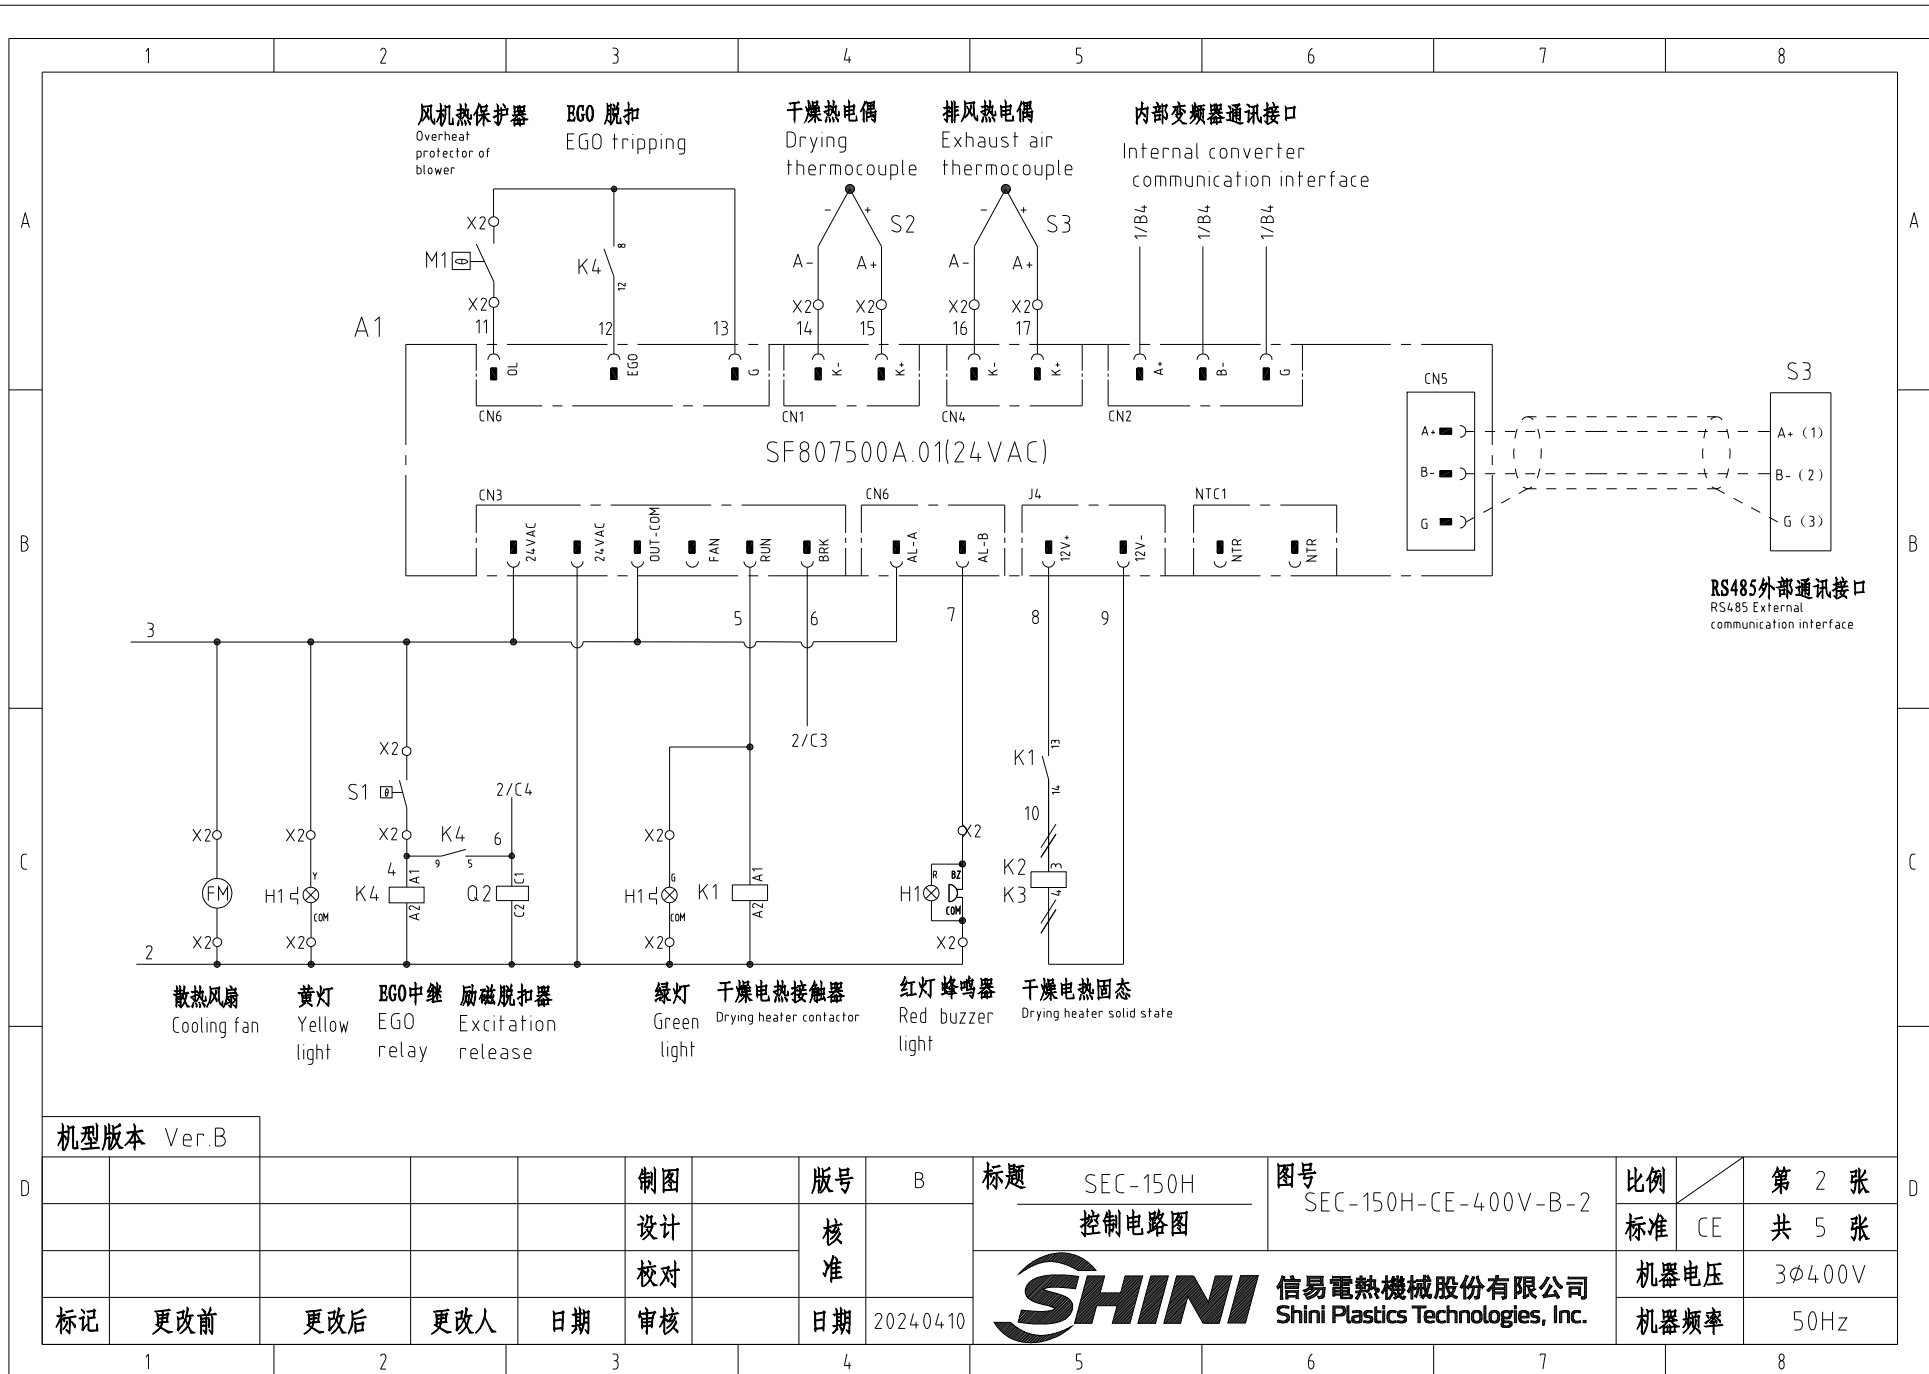 1 2 3 4 5 6 7 8
风机热保护器 EGO 脱扣 干燥热电偶 排风热电偶 内部变频器通讯接口
Overheat
protector of
blower
EGO tripping
Drying
thermocouple
Exhaust air
thermocouple
Internal converter
communication interface
A A
X2
M1 θ
X2
11
K4
8
12
12
13
- +
S2
A- A+
X2 X2
14 15
- +
S3
A- A+
X2 X2
16 17
1/B4 1/B4 1/B4
A1
OL EGO G K- K+ K- K+ A+ B- G
CN6 CN1 CN4 CN2
SF807500A.01(24VAC)
CN5
A+
B-
G
S3
A+ (1)
B- (2)
G (3)
RS485外部通讯接口
RS485 External
communication interface
B B
CN3 CN6 J4 NTC1
24VAC 24VAC OUT-COM FAN RUN BRK AL-A AL-B 12V+ 12V- NTR NTR
3 5 6 7 8 9
2/C3
X2
S1 θ
X2
2/C4
K4
9 5
6
4
K1
13
14
10
C C
X2 X2 X2 X2
FM
H1 Y COM
K4 A1 A2
Q2 C1 C2
H1 G COM
K1 A1 A2
H1 R BZ COM
K2
K3
3
4
2
X2 X2 X2 X2
散热风扇 黄灯 EGO中继 励磁脱扣器 绿灯 干燥电热接触器 红灯 蜂鸣器 干燥电热固态
Cooling fan
Yellow
light
EGO
relay
Excitation
release
Green
light
Drying heater contactor
Red buzzer
light
Drying heater solid state
机型版本 Ver.B
D D
制图 版号 B 标题 SEC-150H 图号 SEC-150H-CE-400V-B-2 比例 第 2 张
设计 核 控制电路图 标准 CE 共 5 张
校对 准 机器电压 3Φ400V
标记 更改前 更改后 更改人 日期 审核 日期 20240410 机器频率 50Hz
SHINI
信易電熱機械股份有限公司
Shini Plastics Technologies, Inc.
1 2 3 4 5 6 7 8